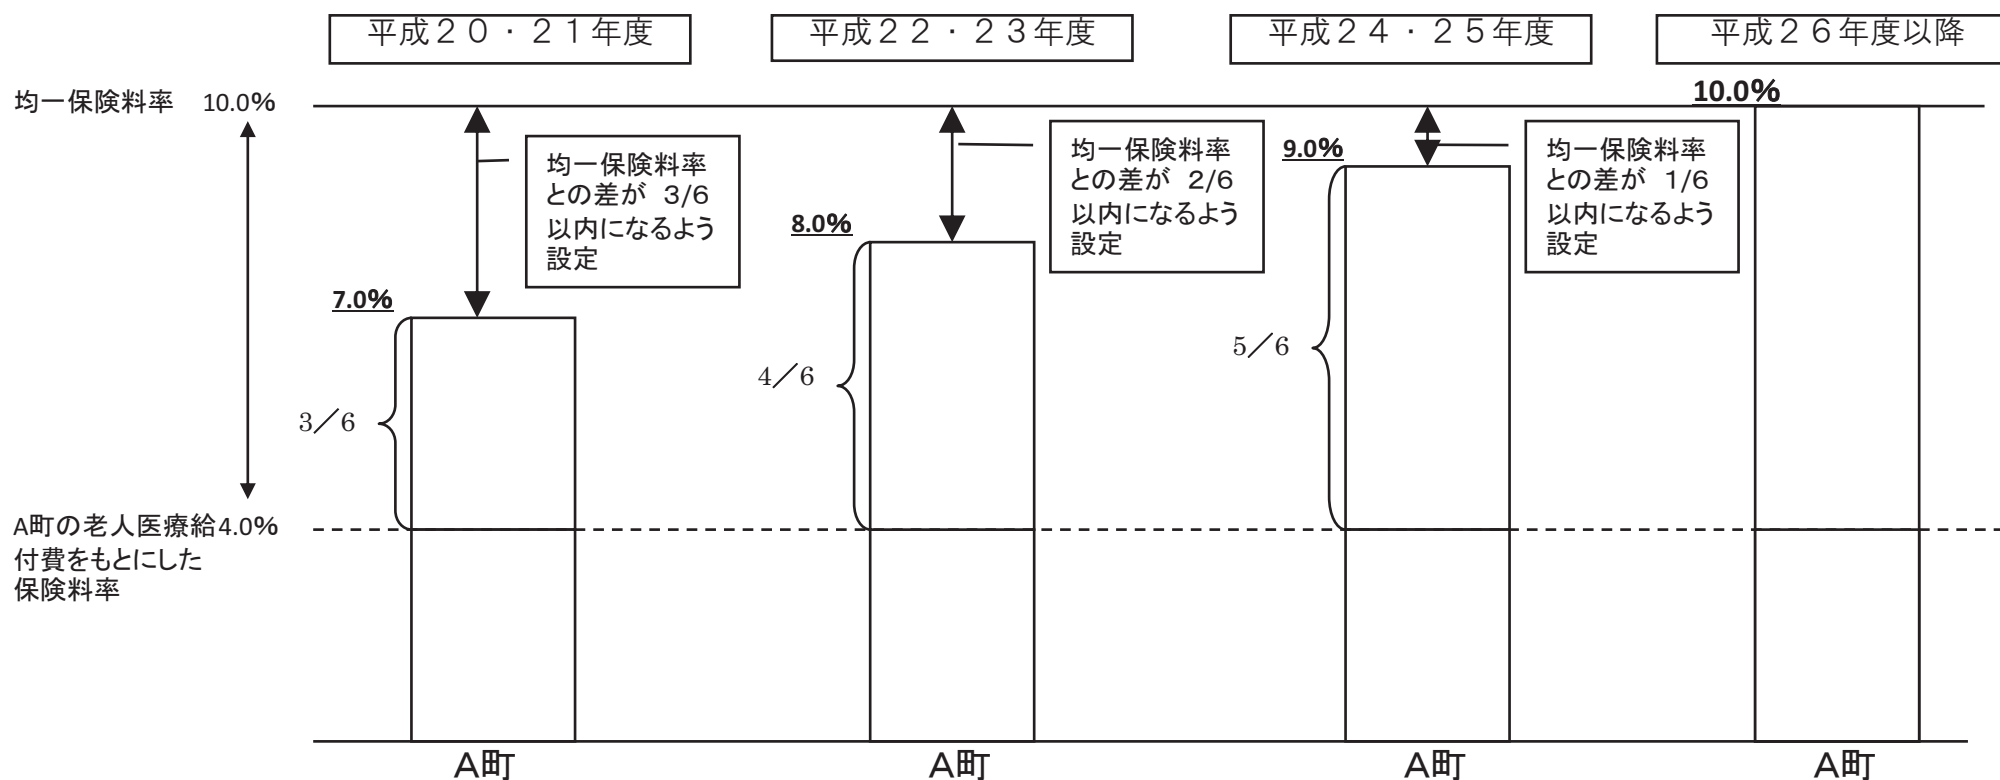 平成２０・２１年度
平成２２・２３年度
平成２４・２５年度
平成２６年度以降
均一保険料率 10.0%
10.0%
均一保険料率
との差が 3/6
以内になるよう
設定
均一保険料率
との差が 2/6
以内になるよう
設定
均一保険料率
との差が 1/6
以内になるよう
設定
7.0%
8.0%
9.0%
3／6
4／6
5／6
A町の老人医療給4.0%
付費をもとにした
保険料率
A町
A町
A町
A町